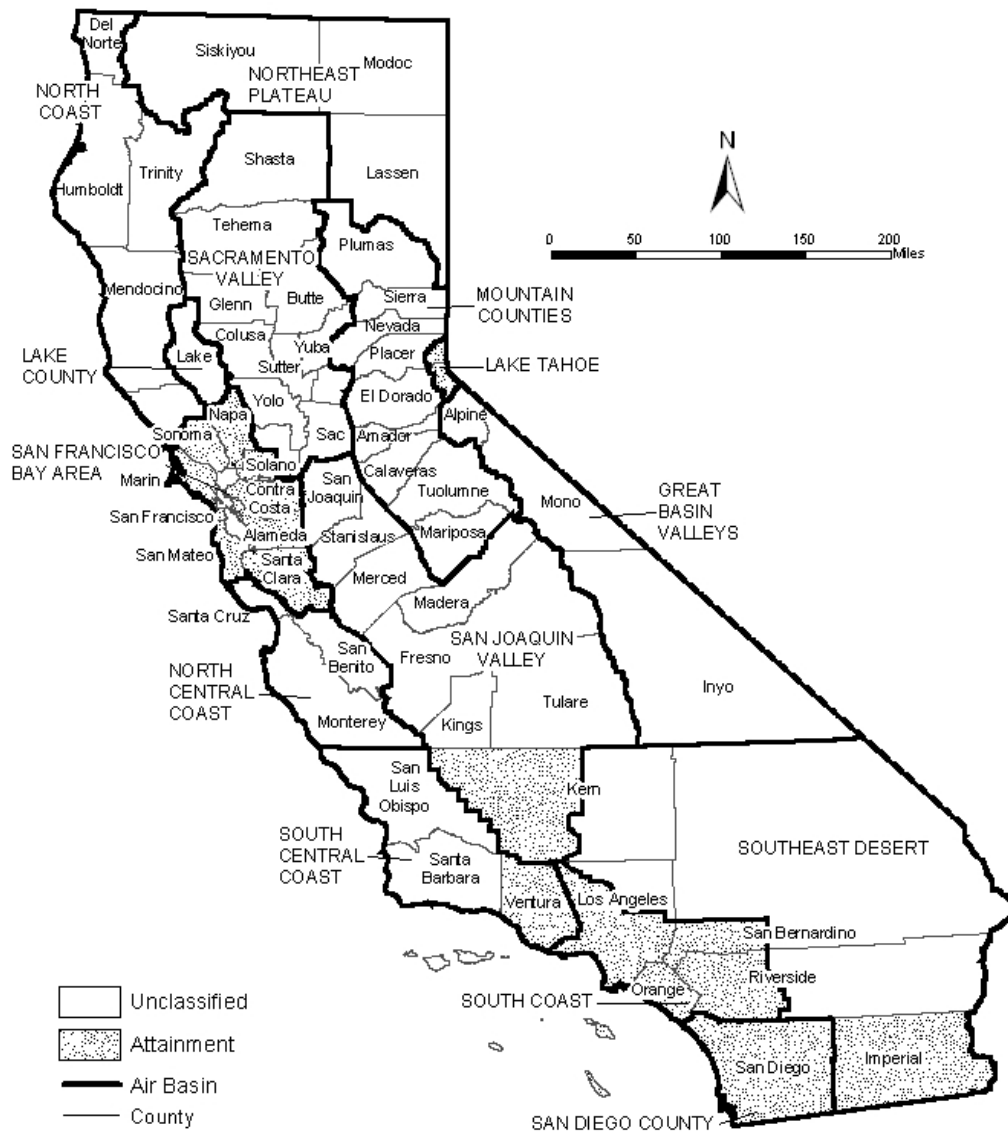 Del
Norte
Siskiyou
Modoc
NORTHEAST
PLATEAU
NORTH
COAST
N
Shasta
Trinity
Lassen
Humboldt
Tehema
Plumas
0 50 100 150 200
Miles
SACRAMENTO
VALLEY
Mendocino
Glenn
Butte
Sierra
MOUNTAIN
COUNTIES
Nevada
Colusa
Yuba
Placer
LAKE
COUNTY
Lake
Sutter
LAKE TAHOE
El Dorado
Yolo
Napa
Alpine
Sonoma
Sac
Amador
SAN FRANCISCO
BAY AREA
Solano
Calaveras
Marin
Contra
Costa
San
Joaquin
Tuolumne
Mono
GREAT
BASIN
VALLEYS
San Francisco
Alameda
Stanislaus
Mariposa
San Mateo
Santa
Clara
Merced
Madera
Santa Cruz
San
Benito
Fresno
SAN JOAQUIN
VALLEY
NORTH
CENTRAL
COAST
Monterey
Kings
Tulare
Inyo
San
Luis
Obispo
Kern
SOUTH
CENTRAL
COAST
Santa
Barbara
SOUTHEAST DESERT
Ventura
Los Angeles
San Bernardino
Riverside
Orange
SOUTH COAST
San Diego
Imperial
SAN DIEGO COUNTY
Unclassified
Attainment
Air Basin
County